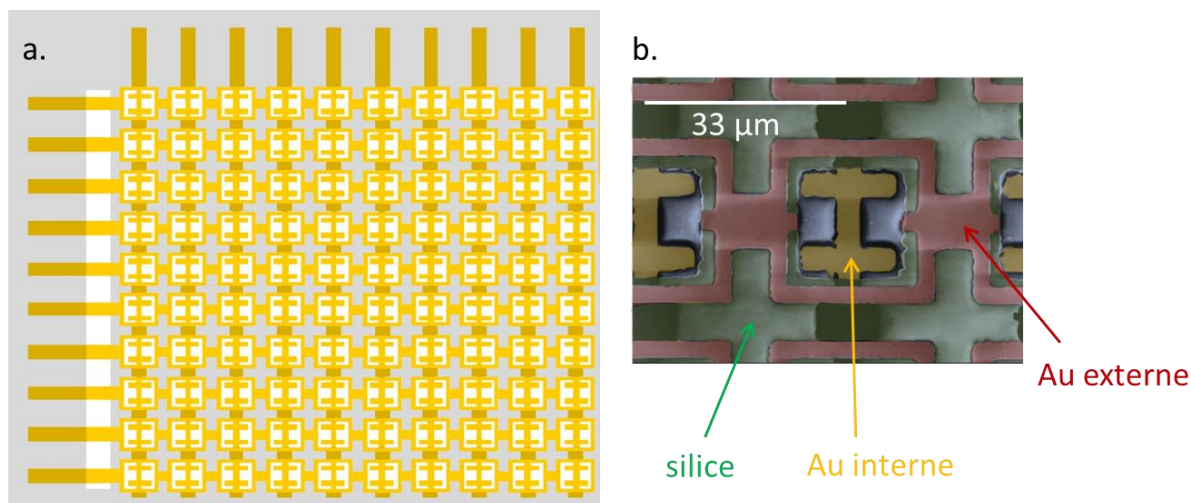 a.
b.
33 µm
Au externe
silice
Au interne